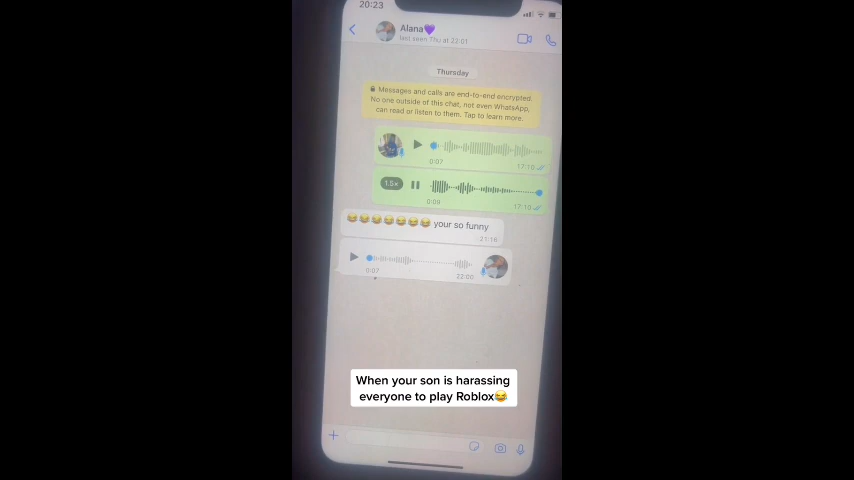 20:23
Alana💜
last seen Thu at 22:01
Thursday
Messages and calls are end-to-end encrypted.
No one outside of this chat, not even WhatsApp,
can read or listen to them. Tap to learn more.
0:07
17:10
1.5×
0:09
17:10
😂😂😂😂😂😂😂 your so funny
21:16
0:07
22:00
When your son is harassing
everyone to play Roblox😂